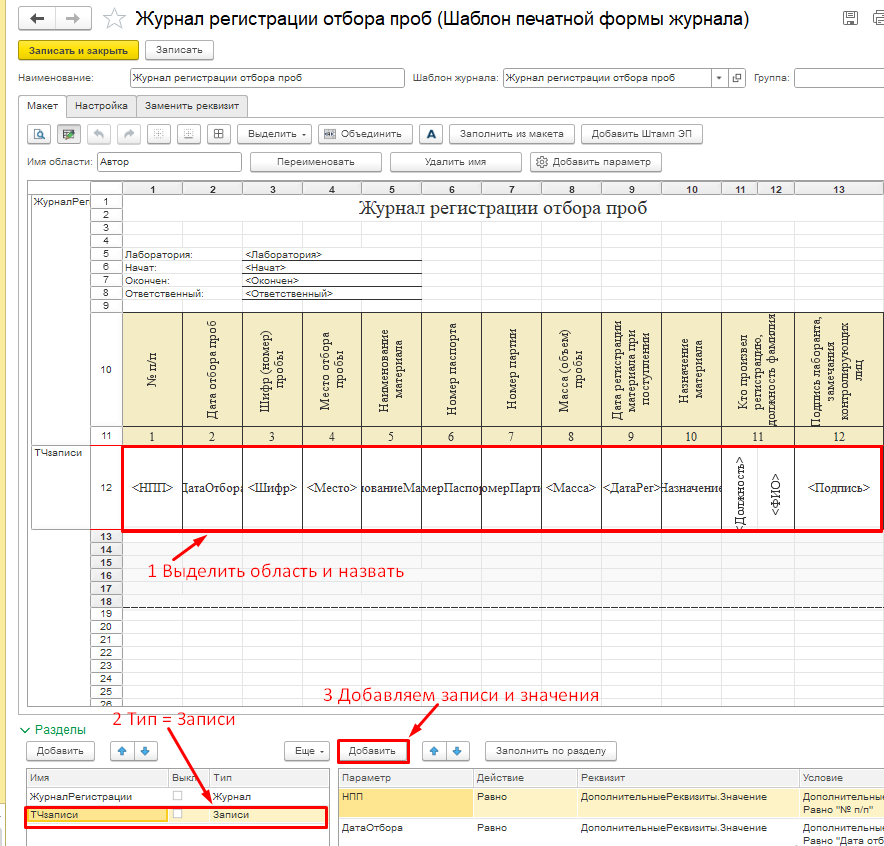 Журнал регистрации отбора проб (Шаблон печатной формы журнала)
Записать и закрыть
Записать
Наименование:
Журнал регистрации отбора проб
Шаблон журнала:
Журнал регистрации отбора проб
Группа:
Макет
Настройка
Заменить реквизит
Выделить
Объединить
А
Заполнить из макета
Добавить Штамп ЭП
Имя области:
Автор
Переименовать
Удалить имя
Добавить параметр
1 2 3 4 5 6 7 8 9 10 11 12 13
ЖурналРег
1
Журнал регистрации отбора проб
2
3
4
5
Лаборатория:
<Лаборатория>
6
Начат:
<Начат>
7
Окончен:
<Окончен>
8
Ответственный:
<Ответственный>
9
10
№ п/п
Дата отбора проб
Шифр (номер)
пробы
Место отбора
пробы
Наименование
материала
Номер паспорта
Номер партии
Масса (объем)
пробы
Дата регистрации
материала при
поступлении
Назначение
материала
Кто произвел
регистрацию,
должность фамилия
Подпись лаборанта,
замечания
контролирующих
лиц
11
1 2 3 4 5 6 7 8 9 10 11 12
ТЧзаписи
12
<НПП>
ДатаОтбора
<Шифр>
<Место>
нованиеМа
мерПаспо
омерПарти
<Масса>
<ДатаРег>
Назначение
<Должность>
<ФИО>
<Подпись>
13
14
15
1 Выделить область и назвать
16
17
18
19
20
21
22
23
24
25
26
3 Добавляем записи и значения
2 Тип = Записи
Разделы
Добавить
Еще
Добавить
Заполнить по разделу
Имя
Выкл
Тип
Параметр
Действие
Реквизит
Условие
ЖурналРегистрации
Журнал
НПП
Равно
ДополнительныеРеквизиты.Значение
Дополнительные
Равно "№ п/п"
ТЧзаписи
Записи
ДатаОтбора
Равно
ДополнительныеРеквизиты.Значение
Дополнительные
Равно "Дата отб